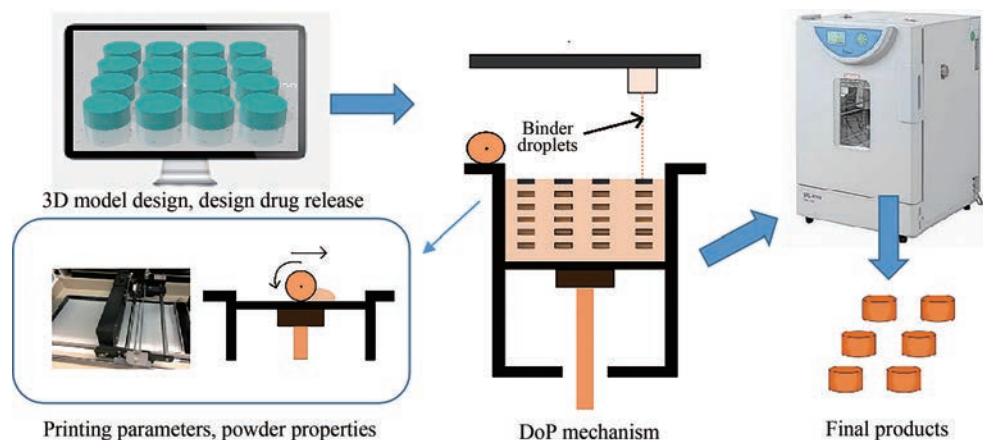 Binder
droplets
3D model design, design drug release
Printing parameters, powder properties
DoP mechanism
Final products